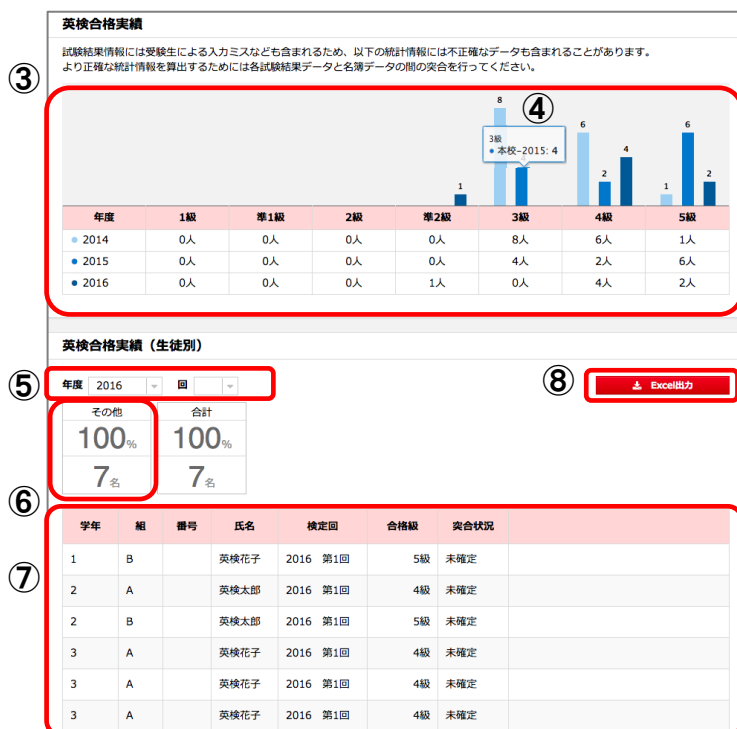 英検合格実績
試験結果情報には受験生による入力ミスなども含まれるため、以下の統計情報には不正確なデータも含まれることがあります。
より正確な統計情報を算出するためには各試験結果データと名簿データの間の突合を行ってください。
③
④
8
3級
本校-2015: 4
1
6
2
4
1
6
2
年度 1級 準1級 2級 準2級 3級 4級 5級
2014 0人 0人 0人 0人 8人 6人 1人
2015 0人 0人 0人 0人 4人 2人 6人
2016 0人 0人 0人 1人 0人 4人 2人
英検合格実績（生徒別）
⑤ 年度 2016 回
⑧ Excel出力
その他 合計
100% 100%
7名 7名
⑥
⑦
学年 組 番号 氏名 検定回 合格級 突合状況
1 B 英検花子 2016 第1回 5級 未確定
2 A 英検太郎 2016 第1回 4級 未確定
2 B 英検太郎 2016 第1回 5級 未確定
3 A 英検花子 2016 第1回 4級 未確定
3 A 英検花子 2016 第1回 4級 未確定
3 A 英検花子 2016 第1回 4級 未確定